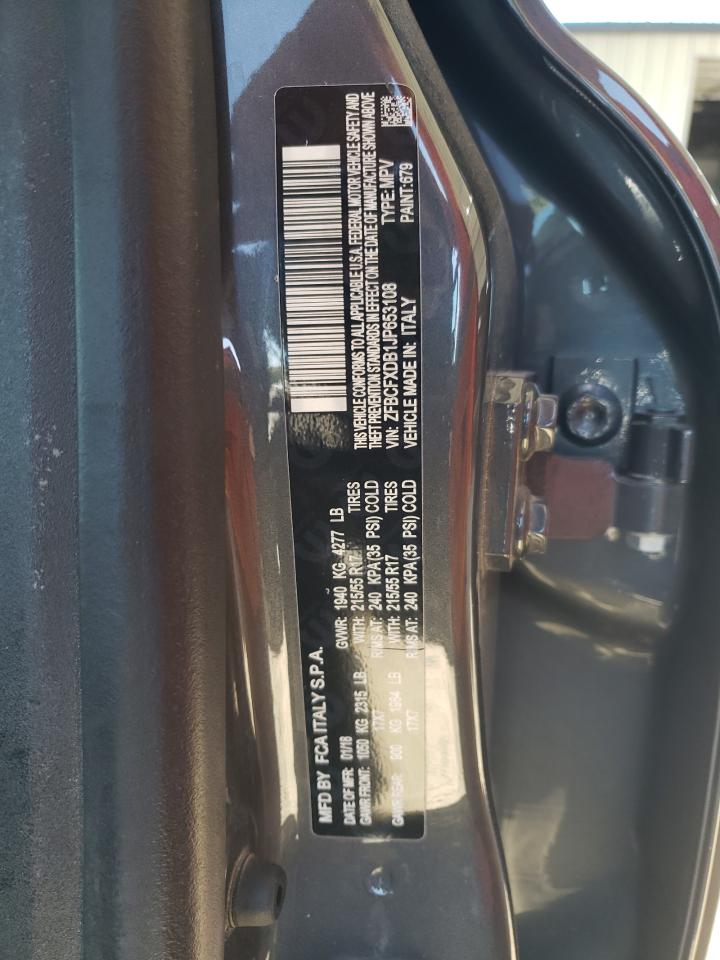 MFD BY FCA ITALY S.P.A.
DATE OF MFR: 01/18 GVWR: 1940 KG 4277 LB
GAWR FRONT: 1050 KG 2315 LB WITH: 215/55 R17 TIRES
17X7 RIMS AT: 240 KPA(35 PSI) COLD
GAWR REAR: 900 KG 1984 LB WITH: 215/55 R17 TIRES
17X7 RIMS AT: 240 KPA(35 PSI) COLD
THIS VEHICLE CONFORMS TO ALL APPLICABLE U.S.A. FEDERAL MOTOR VEHICLE SAFETY AND
THEFT PREVENTION STANDARDS IN EFFECT ON THE DATE OF MANUFACTURE SHOWN ABOVE
VIN: ZFBCFXDB1JP653108 TYPE: MPV
VEHICLE MADE IN: ITALY PAINT: 679